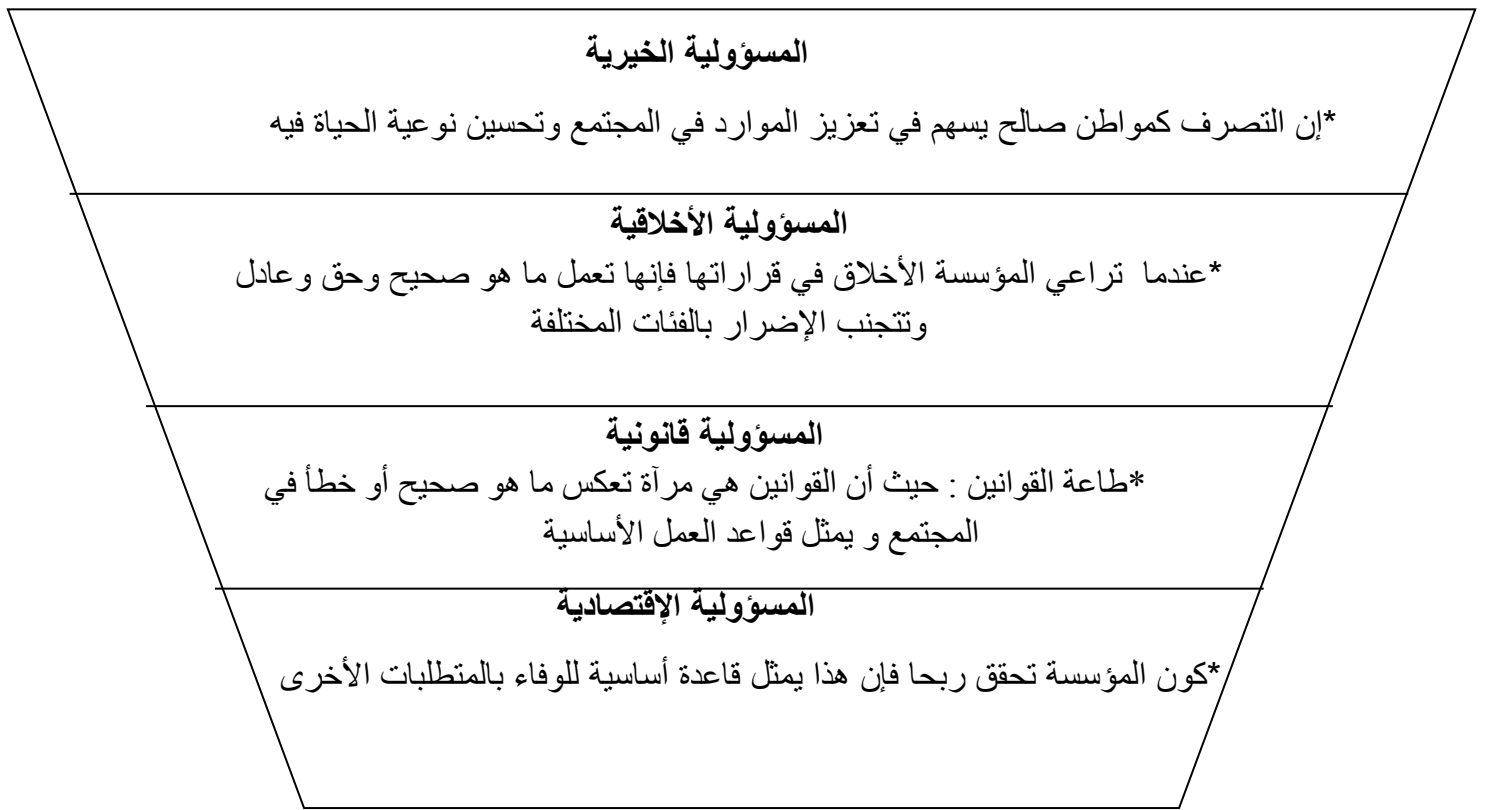 المسؤولية الخيرية
*إن التصرف كمواطن صالح يسهم في تعزيز الموارد في المجتمع وتحسين نوعية الحياة فيه
المسؤولية الأخلاقية
*عندما تراعي المؤسسة الأخلاق في قراراتها فإنها تعمل ما هو صحيح وحق وعادل
وتتجنب الإضرار بالفئات المختلفة
المسؤولية قانونية
*طاعة القوانين : حيث أن القوانين هي مرآة تعكس ما هو صحيح أو خطأ في
المجتمع و يمثل قواعد العمل الأساسية
المسؤولية الإقتصادية
*كون المؤسسة تحقق ربحا فإن هذا يمثل قاعدة أساسية للوفاء بالمتطلبات الأخرى